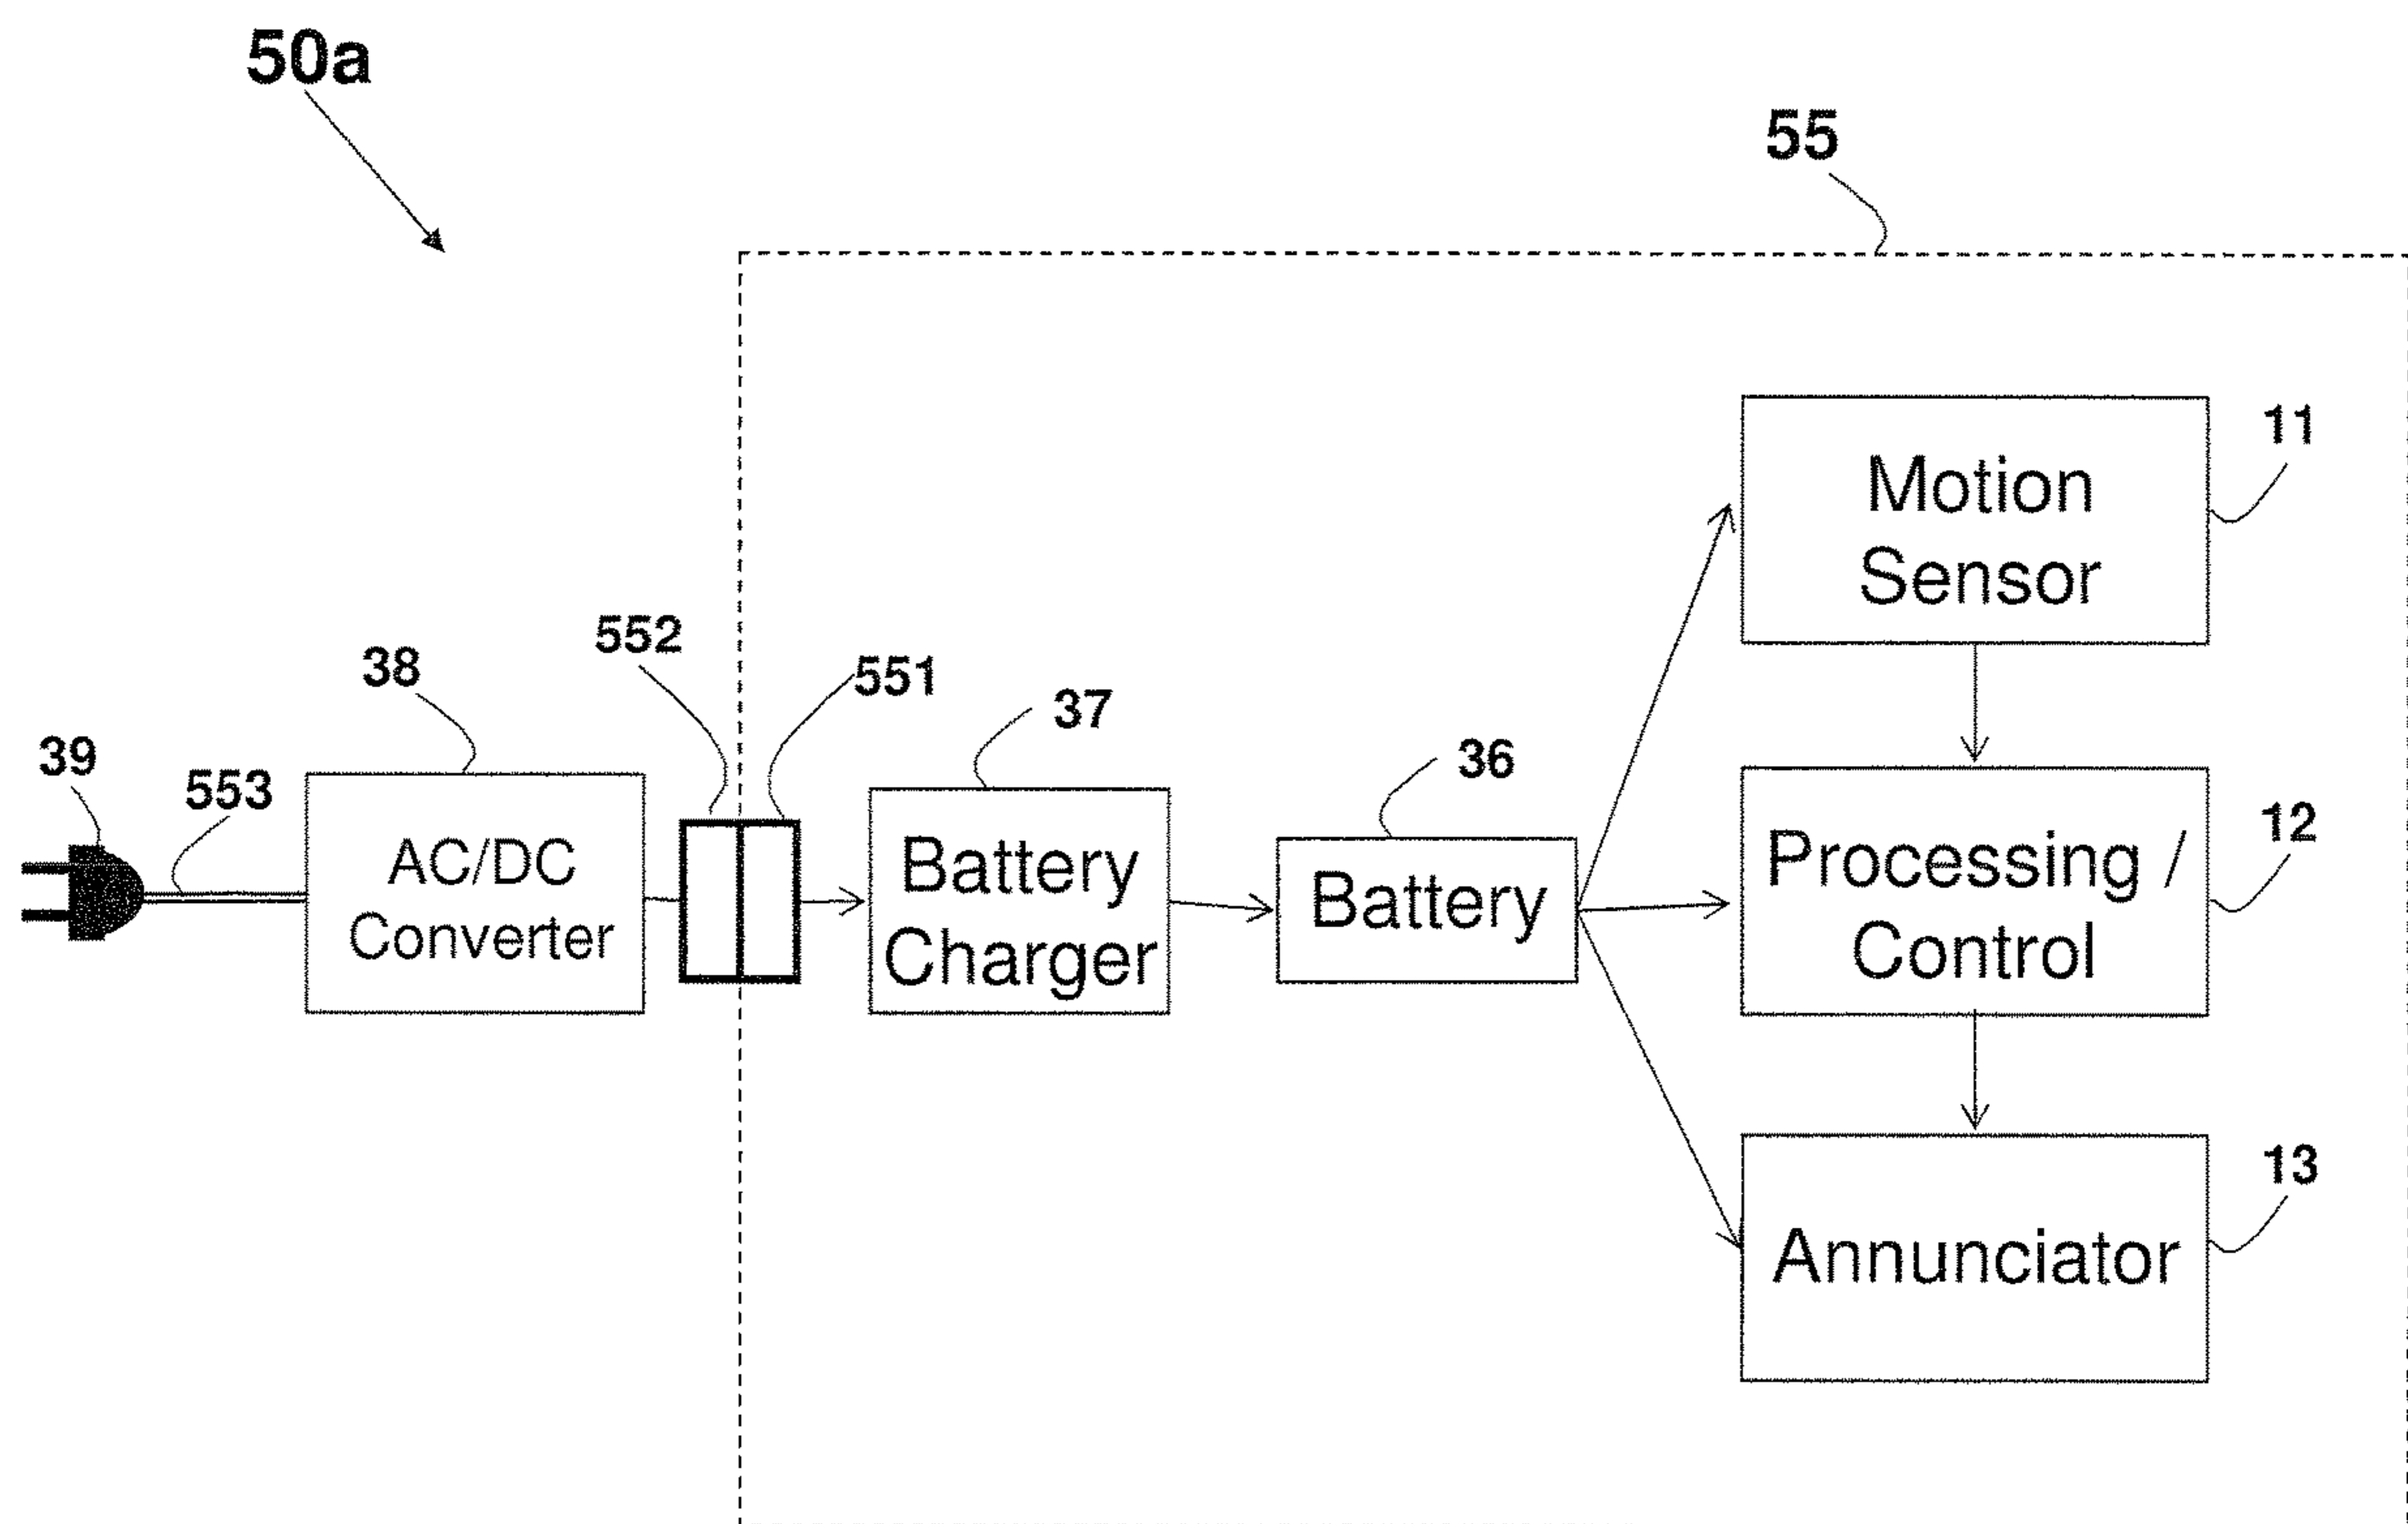 50a
55
11
Motion
Sensor
552
38
551
37
39
553
36
AC/DC
Converter
Battery
Charger
Battery
12
Processing /
Control
13
Annunciator